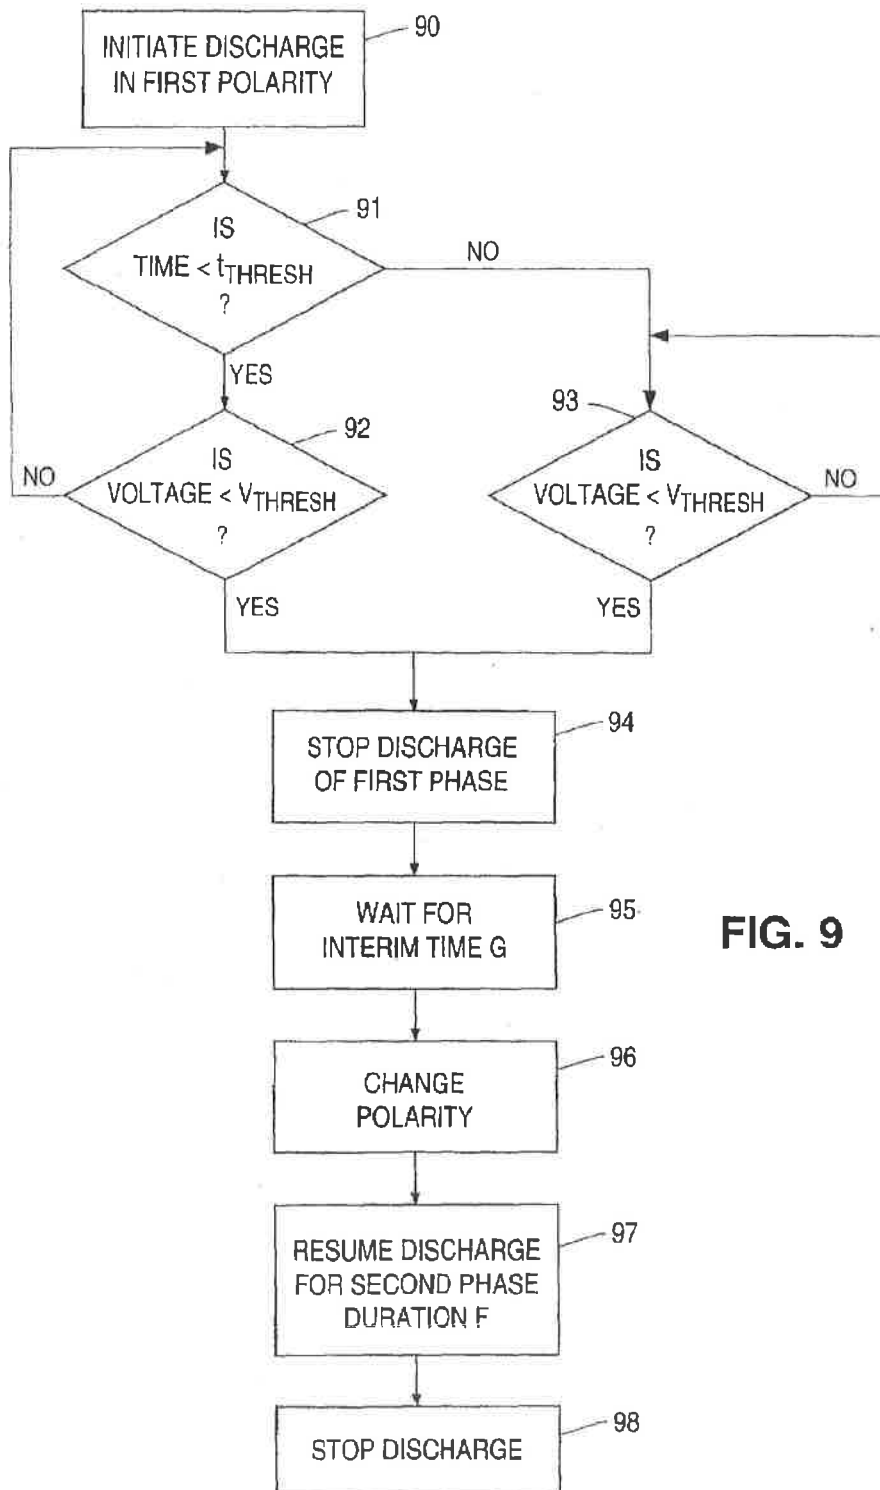 INITIATE DISCHARGE
IN FIRST POLARITY
90
IS
TIME < tTHRESH
?
91
NO
YES
IS
VOLTAGE < VTHRESH
?
92
NO
YES
93
IS
VOLTAGE < VTHRESH
?
NO
YES
STOP DISCHARGE
OF FIRST PHASE
94
WAIT FOR
INTERIM TIME G
95
FIG. 9
CHANGE
POLARITY
96
RESUME DISCHARGE
FOR SECOND PHASE
DURATION F
97
STOP DISCHARGE
98